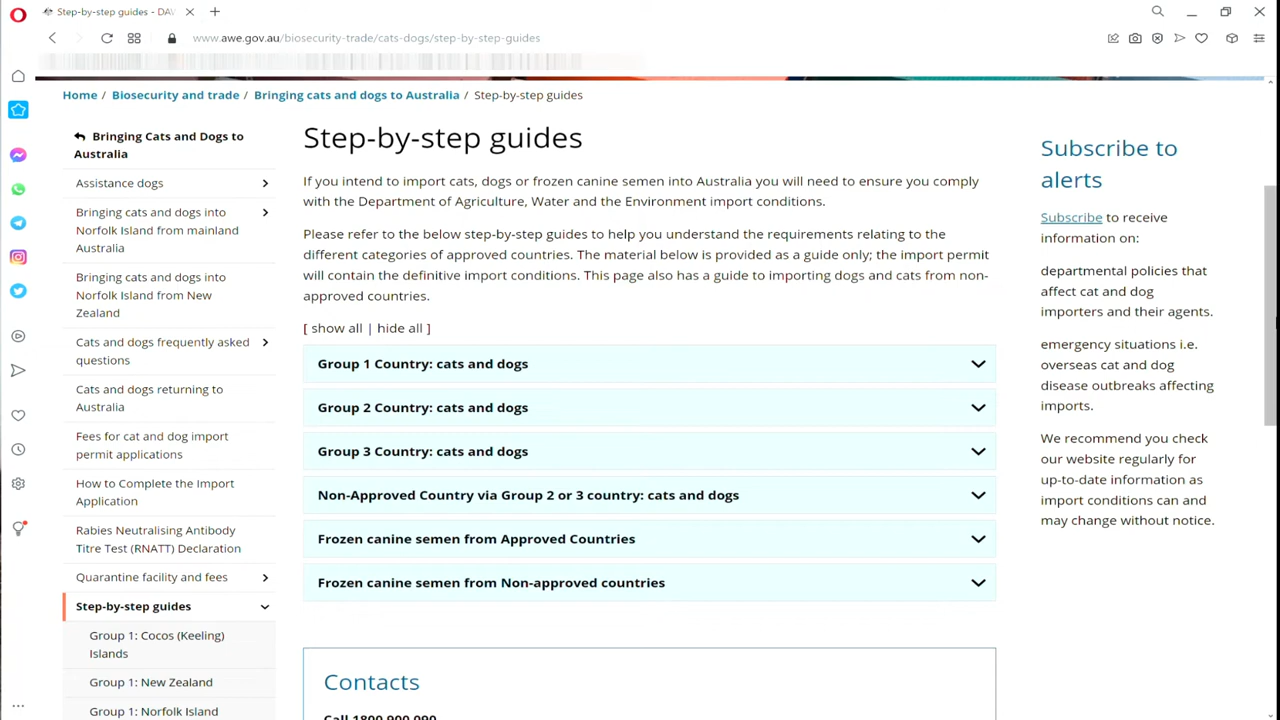 Step-by-step guides - DAW
www.awe.gov.au/biosecurity-trade/cats-dogs/step-by-step-guides
Home / Biosecurity and trade / Bringing cats and dogs to Australia / Step-by-step guides
Bringing Cats and Dogs to
Australia
Assistance dogs
Bringing cats and dogs into
Norfolk Island from mainland
Australia
Bringing cats and dogs into
Norfolk Island from New
Zealand
Cats and dogs frequently asked
questions
Cats and dogs returning to
Australia
Fees for cat and dog import
permit applications
How to Complete the Import
Application
Rabies Neutralising Antibody
Titre Test (RNATT) Declaration
Quarantine facility and fees
Step-by-step guides
Group 1: Cocos (Keeling)
Islands
Group 1: New Zealand
Group 1: Norfolk Island
Step-by-step guides
If you intend to import cats, dogs or frozen canine semen into Australia you will need to ensure you comply
with the Department of Agriculture, Water and the Environment import conditions.
Please refer to the below step-by-step guides to help you understand the requirements relating to the
different categories of approved countries. The material below is provided as a guide only; the import permit
will contain the definitive import conditions. This page also has a guide to importing dogs and cats from non-
approved countries.
[ show all | hide all ]
Group 1 Country: cats and dogs
Group 2 Country: cats and dogs
Group 3 Country: cats and dogs
Non-Approved Country via Group 2 or 3 country: cats and dogs
Frozen canine semen from Approved Countries
Frozen canine semen from Non-approved countries
Contacts
Call 1800 900 090
Subscribe to
alerts
Subscribe to receive
information on:
departmental policies that
affect cat and dog
importers and their agents.
emergency situations i.e.
overseas cat and dog
disease outbreaks affecting
imports.
We recommend you check
our website regularly for
up-to-date information as
import conditions can and
may change without notice.